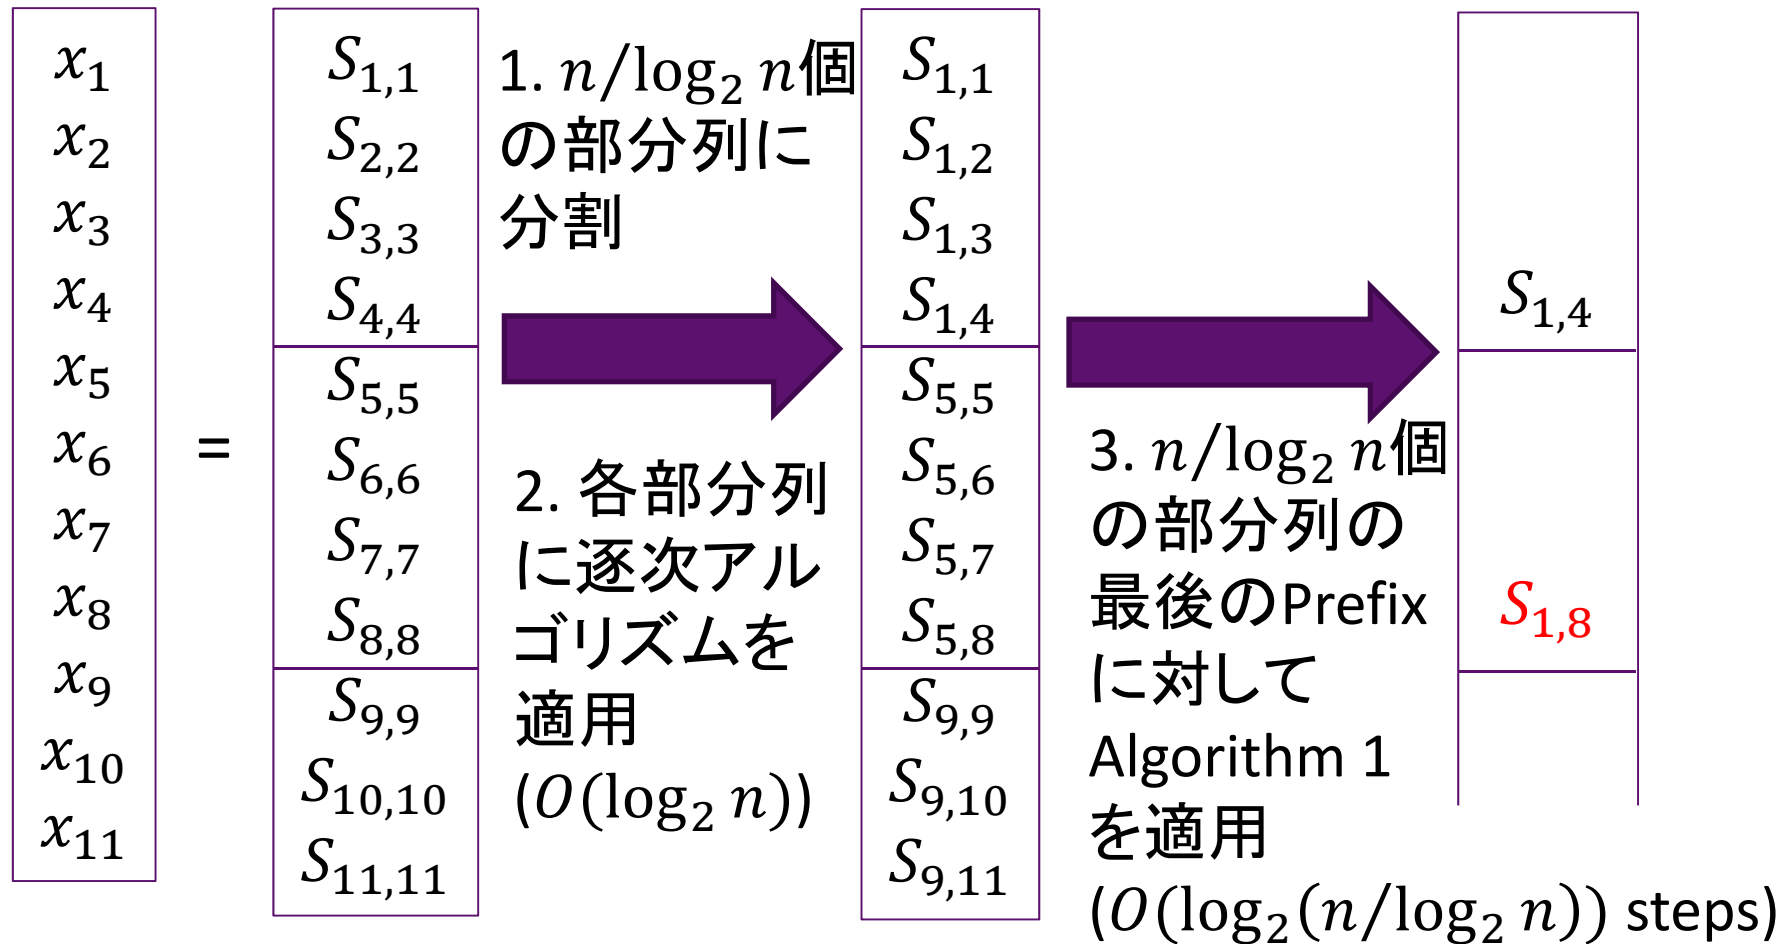 x₁
x₂
x₃
x₄
x₅
x₆
x₇
x₈
x₉
x₁₀
x₁₁
=
S₁,₁
S₂,₂
S₃,₃
S₄,₄
S₅,₅
S₆,₆
S₇,₇
S₈,₈
S₉,₉
S₁₀,₁₀
S₁₁,₁₁
1. n/log₂ n個
の部分列に
分割
2. 各部分列
に逐次アル
ゴリズムを
適用
(O(log₂ n))
S₁,₁
S₁,₂
S₁,₃
S₁,₄
S₅,₅
S₅,₆
S₅,₇
S₅,₈
S₉,₉
S₉,₁₀
S₉,₁₁
3. n/log₂ n個
の部分列の
最後のPrefix
に対して
Algorithm 1
を適用
(O(log₂(n/log₂ n)) steps)
S₁,₄
S₁,₈